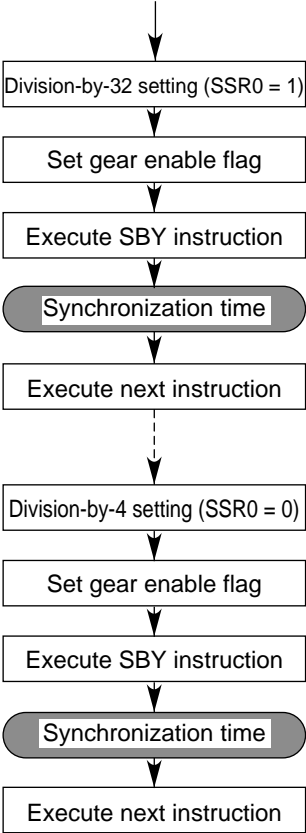 Division-by-32 setting (SSR0 = 1)
Set gear enable flag
Execute SBY instruction
Synchronization time
Execute next instruction
Division-by-4 setting (SSR0 = 0)
Set gear enable flag
Execute SBY instruction
Synchronization time
Execute next instruction